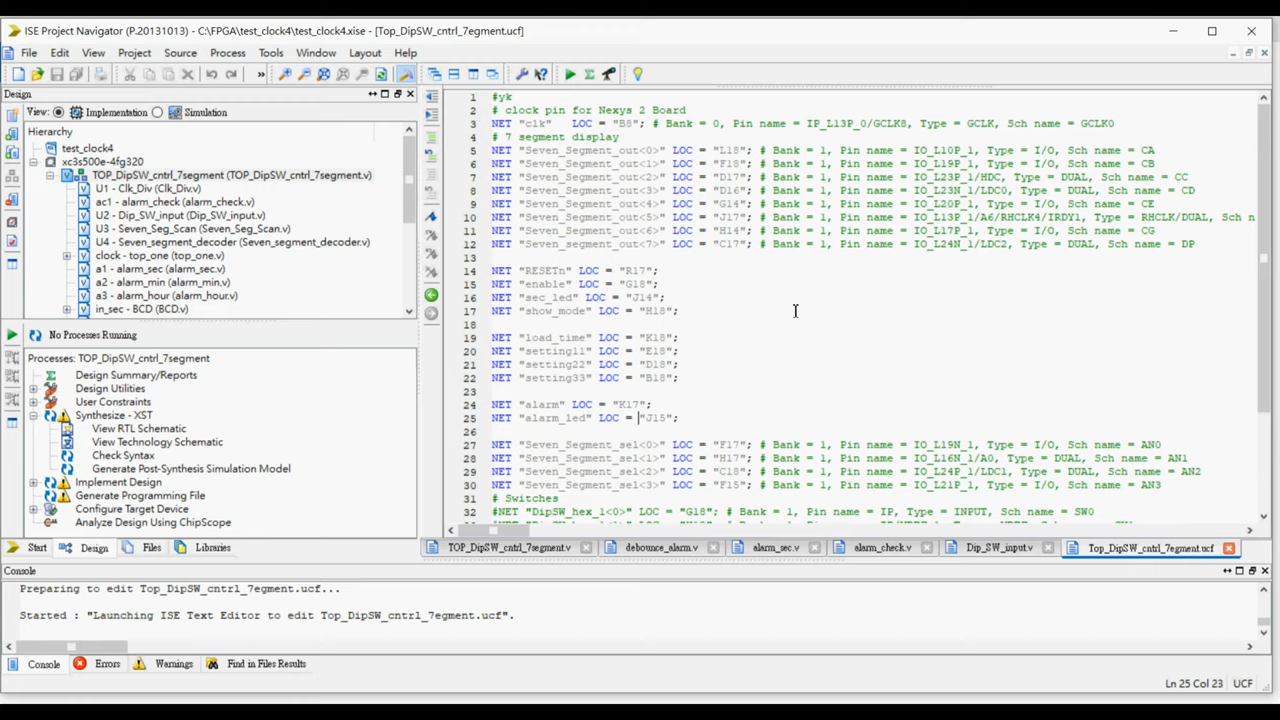 ISE Project Navigator (P.20131013) - C:\FPGA\test_clock4\test_clock4.xise - [Top_DipSW_cntrl_7egment.ucf]
File Edit View Project Source Process Tools Window Layout Help
Design
View: Implementation Simulation
Hierarchy
test_clock4
xc3s500e-4fg320
TOP_DipSW_cntrl_7segment (TOP_DipSW_cntrl_7segment.v)
U1 - Clk_Div (Clk_Div.v)
ac1 - alarm_check (alarm_check.v)
U2 - Dip_SW_input (Dip_SW_input.v)
U3 - Seven_Seg_Scan (Seven_Seg_Scan.v)
U4 - Seven_segment_decoder (Seven_segment_decoder.v)
clock - top_one (top_one.v)
a1 - alarm_sec (alarm_sec.v)
a2 - alarm_min (alarm_min.v)
a3 - alarm_hour (alarm_hour.v)
in_sec - BCD (BCD.v)
No Processes Running
Processes: TOP_DipSW_cntrl_7segment
Design Summary/Reports
Design Utilities
Synthesize - XST
View RTL Schematic
View Technology Schematic
Check Syntax
Generate Post-Synthesis Simulation Model
Implement Design
Generate Programming File
Configure Target Device
Analyze Design Using ChipScope
Start Design Files Libraries
1 #yk
2 # clock pin for Nexys 2 Board
3 NET "clk" LOC = "B8"; # Bank = 0, Pin name = IP_L13P_0/GCLK8, Type = GCLK, Sch name = GCLK0
4 # 7 segment display
5 NET "Seven_Segment_out<0>" LOC = "L18"; # Bank = 1, Pin name = IO_L10P_1, Type = I/O, Sch name = CA
6 NET "Seven_Segment_out<1>" LOC = "F18"; # Bank = 1, Pin name = IO_L19P_1, Type = I/O, Sch name = CB
7 NET "Seven_Segment_out<2>" LOC = "D17"; # Bank = 1, Pin name = IO_L23P_1/HDC, Type = DUAL, Sch name = CC
8 NET "Seven_Segment_out<3>" LOC = "D16"; # Bank = 1, Pin name = IO_L23N_1/LDC0, Type = DUAL, Sch name = CD
9 NET "Seven_Segment_out<4>" LOC = "G14"; # Bank = 1, Pin name = IO_L20P_1, Type = I/O, Sch name = CE
10 NET "Seven_Segment_out<5>" LOC = "J17"; # Bank = 1, Pin name = IO_L13P_1/A6/RHCLK4/IRDY1, Type = RHCLK/DUAL, Sch n
11 NET "Seven_Segment_out<6>" LOC = "H14"; # Bank = 1, Pin name = IO_L17P_1, Type = I/O, Sch name = CG
12 NET "Seven_segment_out<7>" LOC = "C17"; # Bank = 1, Pin name = IO_L24N_1/LDC2, Type = DUAL, Sch name = DP
13
14 NET "RESETn" LOC = "R17";
15 NET "enable" LOC = "G18";
16 NET "sec_led" LOC = "J14";
17 NET "show_mode" LOC = "H18";
18
19 NET "load_time" LOC = "K18";
20 NET "setting11" LOC = "E18";
21 NET "setting22" LOC = "D18";
22 NET "setting33" LOC = "B18";
23
24 NET "alarm" LOC = "K17";
25 NET "alarm_led" LOC = "J15";
26
27 NET "Seven_Segment_sel<0>" LOC = "F17"; # Bank = 1, Pin name = IO_L19N_1, Type = I/O, Sch name = AN0
28 NET "Seven_Segment_sel<1>" LOC = "H17"; # Bank = 1, Pin name = IO_L16N_1/A0, Type = DUAL, Sch name = AN1
29 NET "Seven_Segment_sel<2>" LOC = "C18"; # Bank = 1, Pin name = IO_L24P_1/LDC1, Type = DUAL, Sch name = AN2
30 NET "Seven_Segment_sel<3>" LOC = "F15"; # Bank = 1, Pin name = IO_L21P_1, Type = I/O, Sch name = AN3
31 # Switches
32 #NET "DipSW_hex_1<0>" LOC = "G18"; # Bank = 1, Pin name = IP, Type = INPUT, Sch name = SW0
TOP_DipSW_cntrl_7segment.v debounce_alarm.v alarm_sec.v alarm_check.v Dip_SW_input.v Top_DipSW_cntrl_7egment.ucf
Console
Preparing to edit Top_DipSW_cntrl_7egment.ucf...
Started : "Launching ISE Text Editor to edit Top_DipSW_cntrl_7egment.ucf".
Console Errors Warnings Find in Files Results
Ln 25 Col 23 UCF